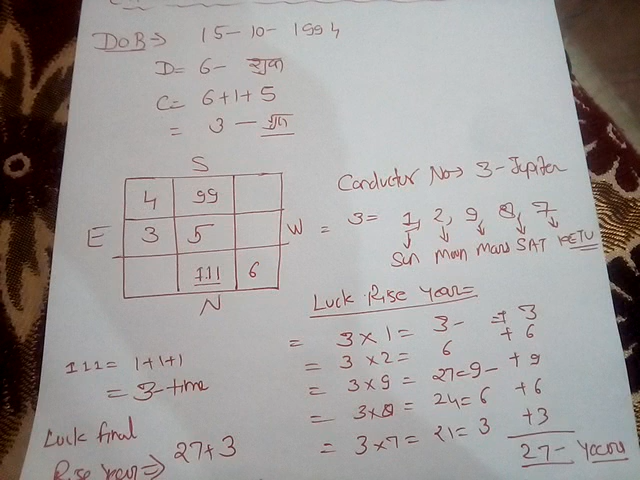 DOB⇒ 15-10-1994
D= 6- शुक्र
C= 6+1+5
= 3 - गुरु
S
4 99
E 3 5 W
111 6
N
Conductor No→ 3-Jupiter
= 3= 1, 2, 9, 8, 7
Sun Moon Mars SAT KETU
Luck Rise year=
= 3×1= 3- =+ 3
= 3×2= 6 + 6
= 3×9= 27=9- + 9
= 3×8= 24=6 +6
= 3×7= 21=3 +3
27- years
111= 1+1+1
= 3-time
Luck final
Rise year⇒ 27+3